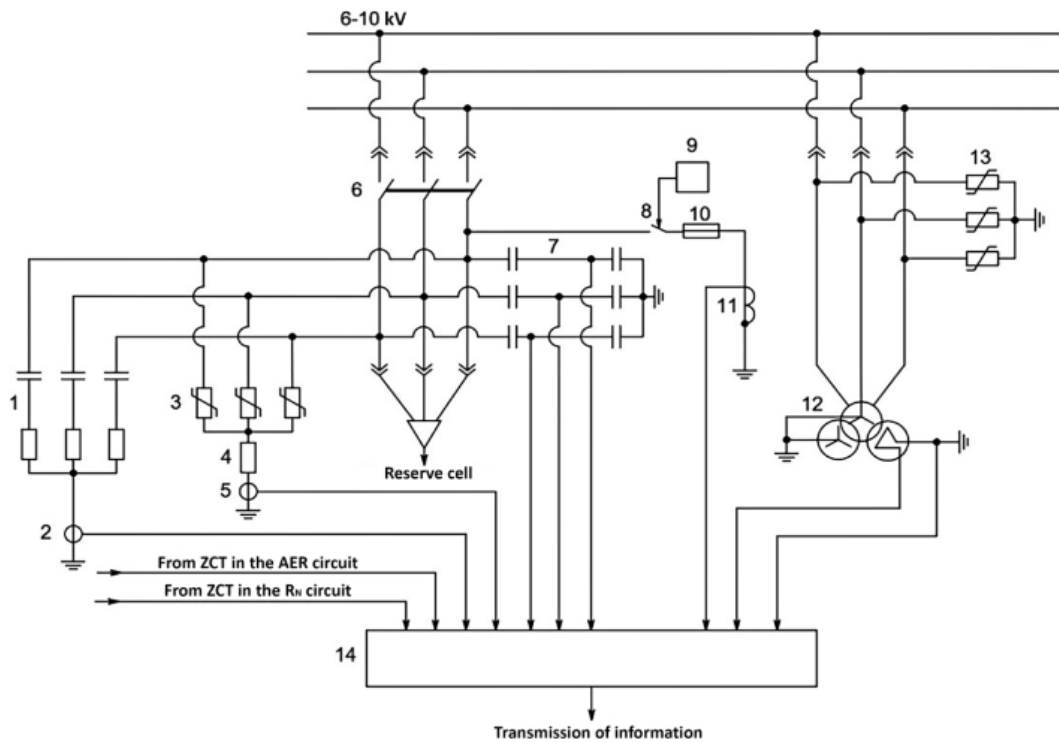 6-10 kV
9
13
6
8
10
7
11
1
3
12
4
Reserve cell
5
2
From ZCT in the AER circuit
From ZCT in the RN circuit
14
Transmission of information